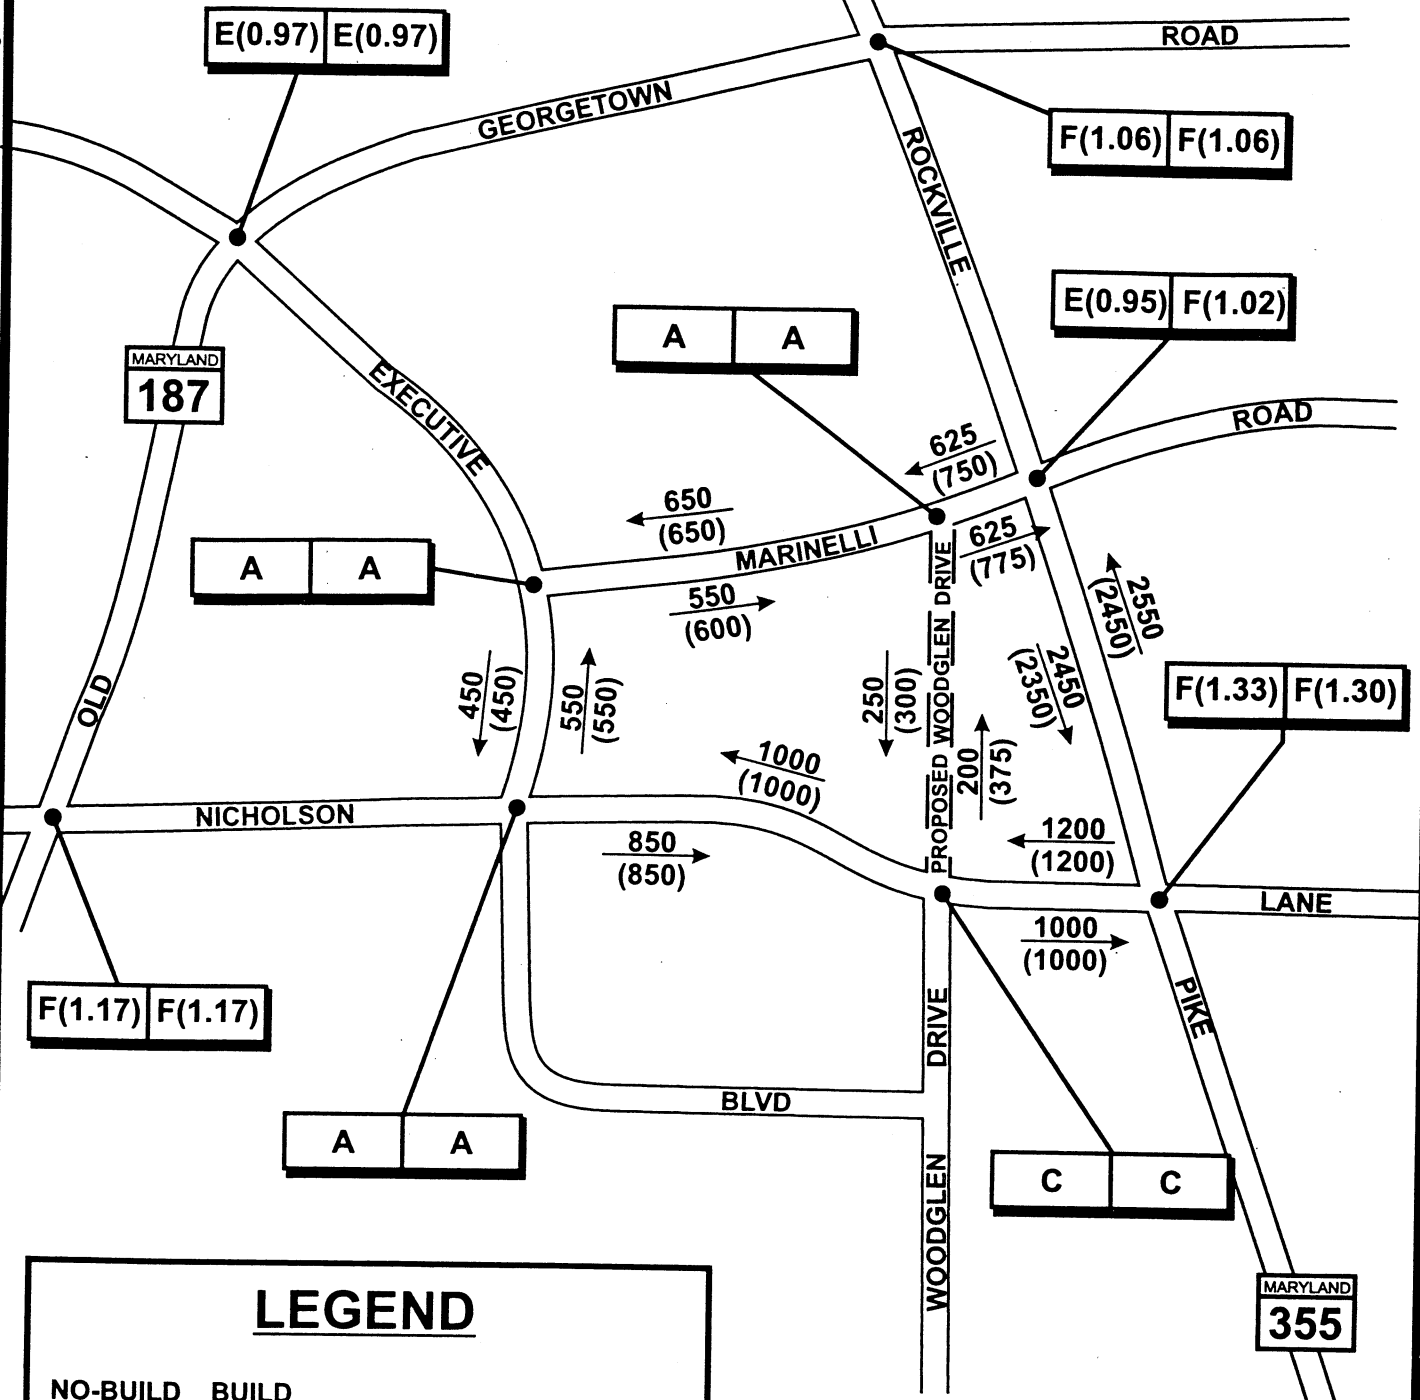 E(0.97) E(0.97)
ROAD
GEORGETOWN
F(1.06) F(1.06)
ROCKVILLE
E(0.95) F(1.02)
A A
MARYLAND
187
EXECUTIVE
ROAD
625
(750)
650
(650)
MARINELLI
625
(775)
A A
550
(600)
2550
(2450)
2450
(2350)
F(1.33) F(1.30)
OLD
450
(450)
550
(550)
250
(300)
PROPOSED WOODGLEN DRIVE
200
(375)
1000
(1000)
NICHOLSON
850
(850)
1200
(1200)
LANE
1000
(1000)
F(1.17) F(1.17)
DRIVE
PIKE
BLVD
A A
C C
WOODGLEN
MARYLAND
355
LEGEND
NO-BUILD BUILD